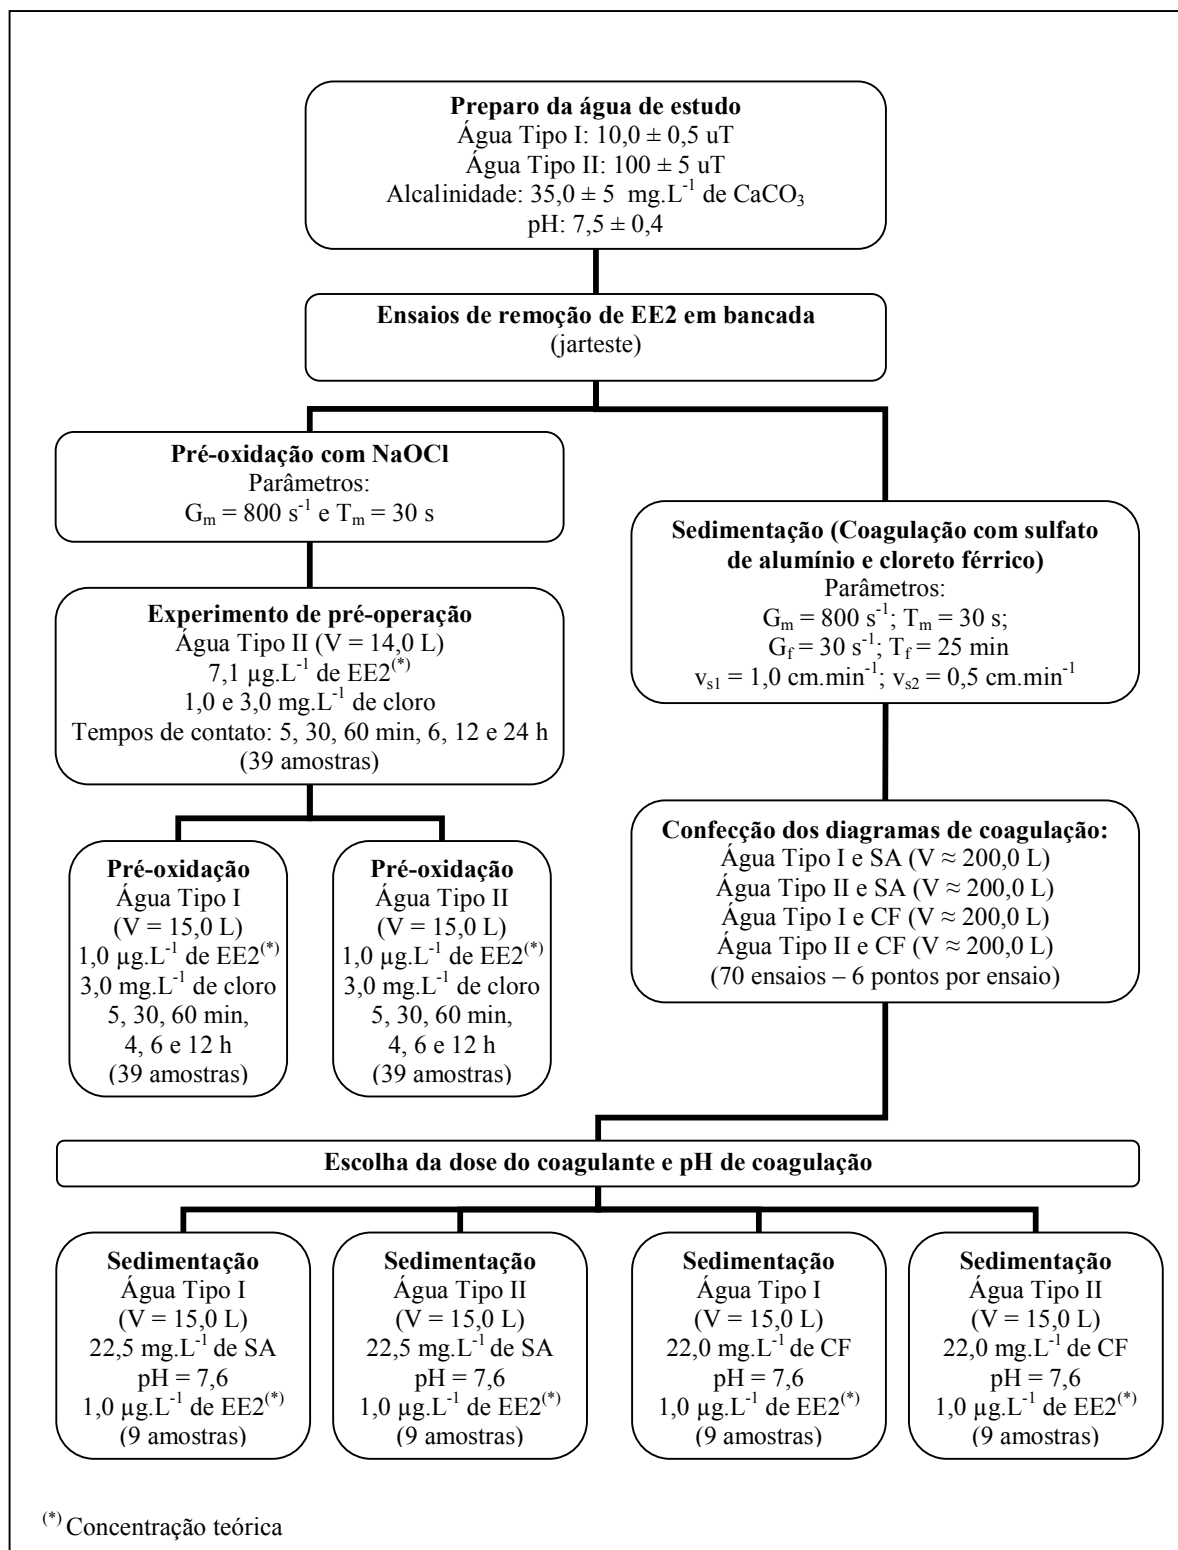 Preparo da água de estudo
Água Tipo I: 10,0 ± 0,5 uT
Água Tipo II: 100 ± 5 uT
Alcalinidade: 35,0 ± 5 mg.L⁻¹ de CaCO₃
pH: 7,5 ± 0,4
Ensaios de remoção de EE2 em bancada
(jarteste)
Pré-oxidação com NaOCl
Parâmetros:
Gₘ = 800 s⁻¹ e Tₘ = 30 s
Experimento de pré-operação
Água Tipo II (V = 14,0 L)
7,1 µg.L⁻¹ de EE2⁽*⁾
1,0 e 3,0 mg.L⁻¹ de cloro
Tempos de contato: 5, 30, 60 min, 6, 12 e 24 h
(39 amostras)
Pré-oxidação
Água Tipo I
(V = 15,0 L)
1,0 µg.L⁻¹ de EE2⁽*⁾
3,0 mg.L⁻¹ de cloro
5, 30, 60 min,
4, 6 e 12 h
(39 amostras)
Pré-oxidação
Água Tipo II
(V = 15,0 L)
1,0 µg.L⁻¹ de EE2⁽*⁾
3,0 mg.L⁻¹ de cloro
5, 30, 60 min,
4, 6 e 12 h
(39 amostras)
Sedimentação (Coagulação com sulfato
de alumínio e cloreto férrico)
Parâmetros:
Gₘ = 800 s⁻¹; Tₘ = 30 s;
G_f = 30 s⁻¹; T_f = 25 min
vₛ₁ = 1,0 cm.min⁻¹; vₛ₂ = 0,5 cm.min⁻¹
Confecção dos diagramas de coagulação:
Água Tipo I e SA (V ≈ 200,0 L)
Água Tipo II e SA (V ≈ 200,0 L)
Água Tipo I e CF (V ≈ 200,0 L)
Água Tipo II e CF (V ≈ 200,0 L)
(70 ensaios – 6 pontos por ensaio)
Escolha da dose do coagulante e pH de coagulação
Sedimentação
Água Tipo I
(V = 15,0 L)
22,5 mg.L⁻¹ de SA
pH = 7,6
1,0 µg.L⁻¹ de EE2⁽*⁾
(9 amostras)
Sedimentação
Água Tipo II
(V = 15,0 L)
22,5 mg.L⁻¹ de SA
pH = 7,6
1,0 µg.L⁻¹ de EE2⁽*⁾
(9 amostras)
Sedimentação
Água Tipo I
(V = 15,0 L)
22,0 mg.L⁻¹ de CF
pH = 7,6
1,0 µg.L⁻¹ de EE2⁽*⁾
(9 amostras)
Sedimentação
Água Tipo II
(V = 15,0 L)
22,0 mg.L⁻¹ de CF
pH = 7,6
1,0 µg.L⁻¹ de EE2⁽*⁾
(9 amostras)
⁽*⁾ Concentração teórica